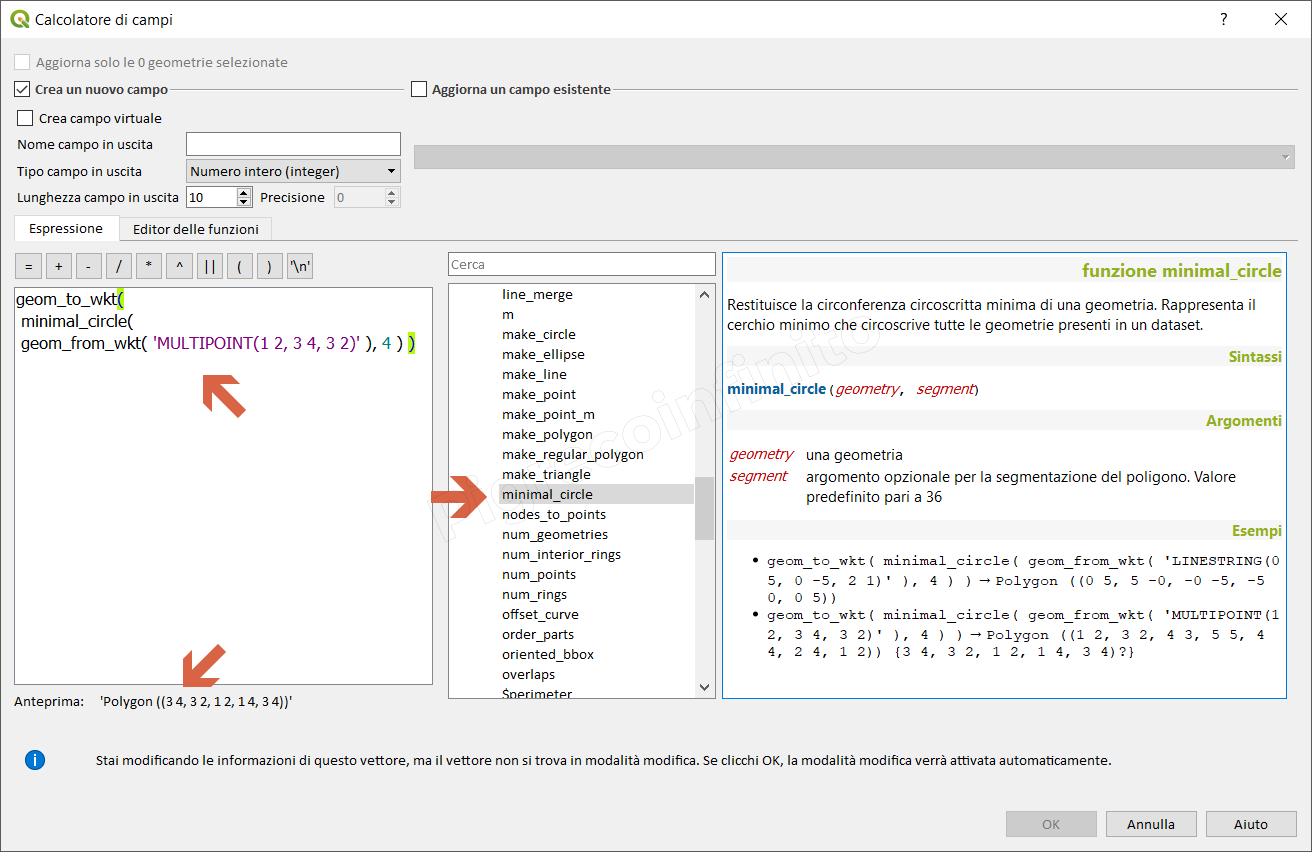 Calcolatore di campi
?
Aggiorna solo le 0 geometrie selezionate
Crea un nuovo campo
Aggiorna un campo esistente
Crea campo virtuale
Nome campo in uscita
Tipo campo in uscita
Numero intero (integer)
Lunghezza campo in uscita
10
Precisione
0
Espressione
Editor delle funzioni
= + - / * ^ || ( ) '\n'
geom_to_wkt(
minimal_circle(
geom_from_wkt( 'MULTIPOINT(1 2, 3 4, 3 2)' ), 4 ) )
Anteprima: 'Polygon ((3 4, 3 2, 1 2, 1 4, 3 4))'
Cerca
line_merge
m
make_circle
make_ellipse
make_line
make_point
make_point_m
make_polygon
make_regular_polygon
make_triangle
minimal_circle
nodes_to_points
num_geometries
num_interior_rings
num_points
num_rings
offset_curve
order_parts
oriented_bbox
overlaps
$perimeter
funzione minimal_circle
Restituisce la circonferenza circoscritta minima di una geometria. Rappresenta il
cerchio minimo che circoscrive tutte le geometrie presenti in un dataset.
Sintassi
minimal_circle (geometry, segment)
Argomenti
geometry una geometria
segment argomento opzionale per la segmentazione del poligono. Valore
predefinito pari a 36
Esempi
• geom_to_wkt( minimal_circle( geom_from_wkt( 'LINESTRING(0
5, 0 -5, 2 1)' ), 4 ) ) → Polygon ((0 5, 5 -0, -0 -5, -5
0, 0 5))
• geom_to_wkt( minimal_circle( geom_from_wkt( 'MULTIPOINT(1
2, 3 4, 3 2)' ), 4 ) ) → Polygon ((1 2, 3 2, 4 3, 5 5, 4
4, 2 4, 1 2)) {3 4, 3 2, 1 2, 1 4, 3 4)?}
Stai modificando le informazioni di questo vettore, ma il vettore non si trova in modalità modifica. Se clicchi OK, la modalità modifica verrà attivata automaticamente.
OK
Annulla
Aiuto